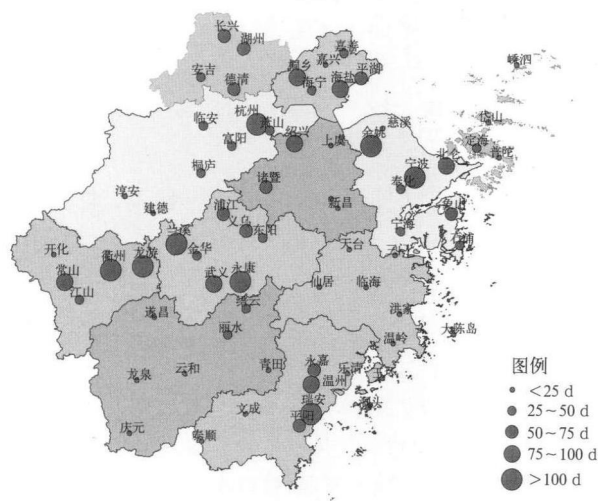 长兴
湖州
安吉
德清
嘉善
嘉兴
桐乡
平湖
海宁
海盐
嵊泗
杭州
萧山
临安
富阳
绍兴
上虞
余姚
慈溪
岱山
定海
普陀
桐庐
诸暨
宁波
北仑
奉化
淳安
建德
浦江
新昌
象山
义乌
东阳
宁海
石浦
开化
兰溪
金华
天台
三门
衢州
龙游
常山
江山
武义
永康
仙居
临海
缙云
遂昌
洪家
丽水
大陈岛
温岭
龙泉
云和
青田
永嘉
乐清
温州
玉环
瑞安
洞头
文成
平阳
庆元
泰顺
图例
<25 d
25～50 d
50～75 d
75～100 d
>100 d